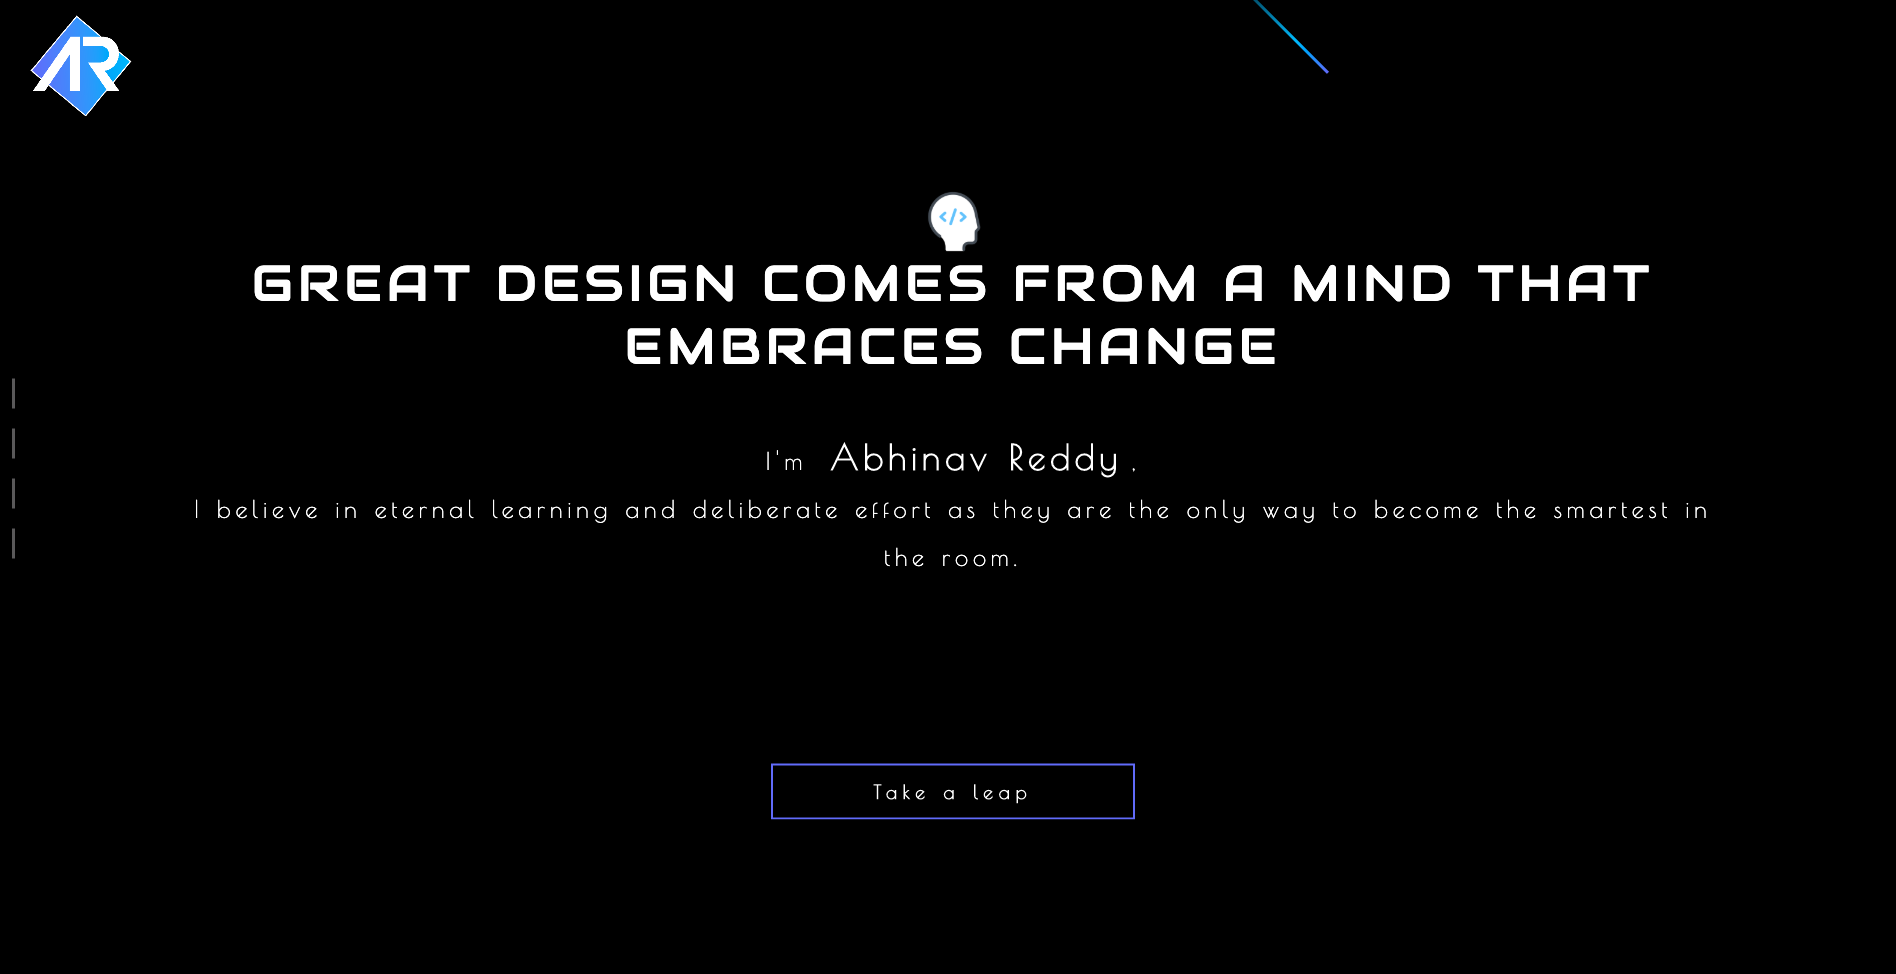 AR
</>
GREAT DESIGN COMES FROM A MIND THAT
EMBRACES CHANGE
I'm Abhinav Reddy ,
I believe in eternal learning and deliberate effort as they are the only way to become the smartest in
the room.
Take a leap